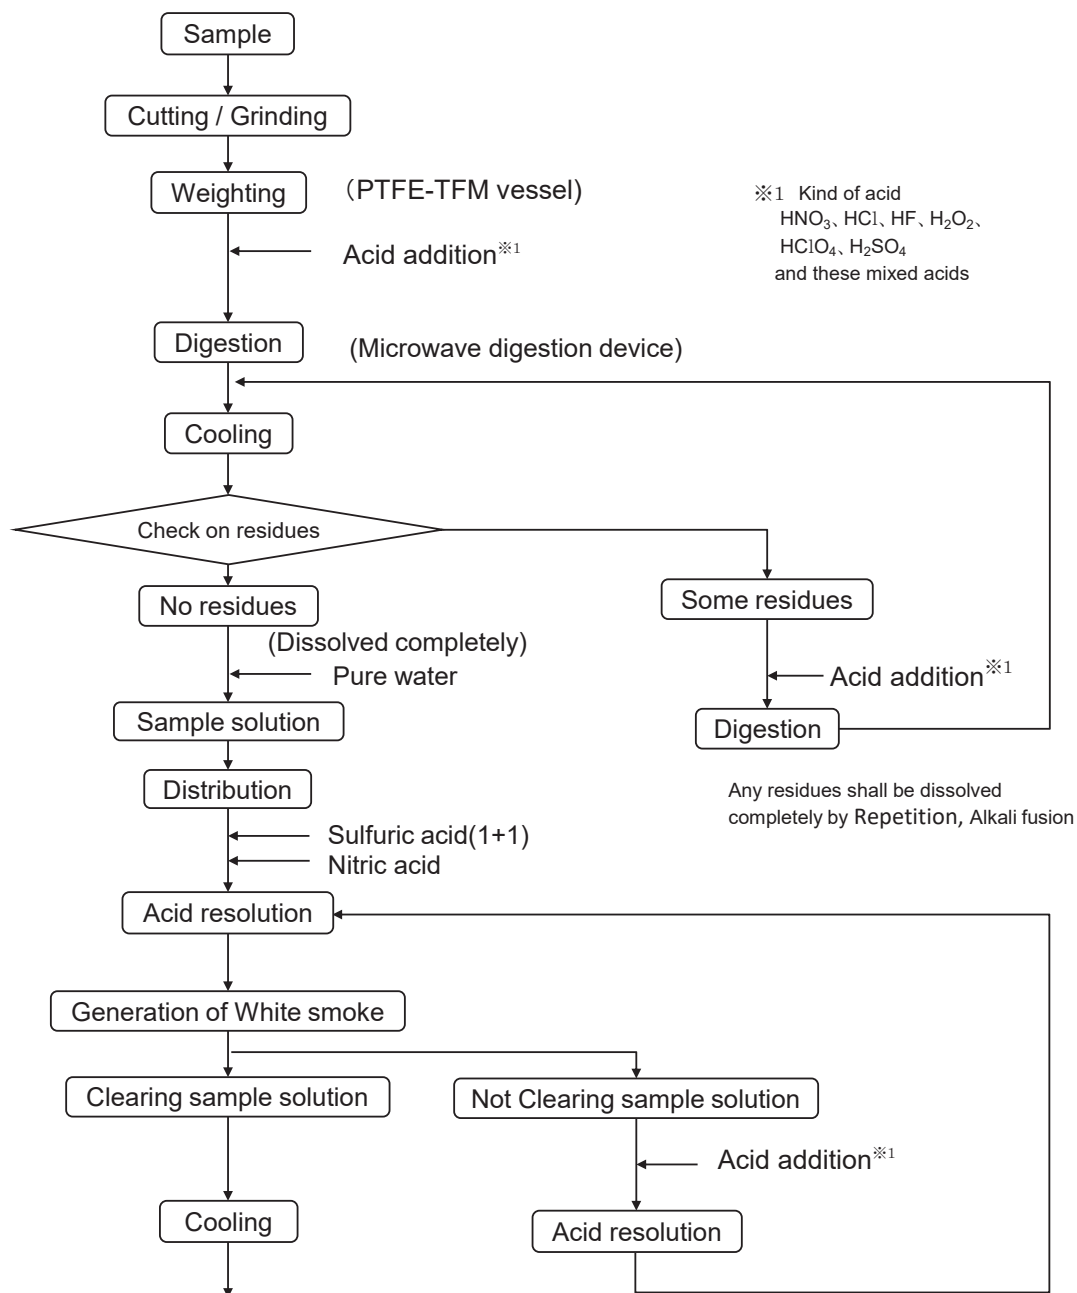 Sample
Cutting / Grinding
Weighting
（PTFE-TFM vessel)
※1 Kind of acid
HNO₃、HCl、HF、H₂O₂、
HClO₄、H₂SO₄
and these mixed acids
Acid addition※1
Digestion
(Microwave digestion device)
Cooling
Check on residues
No residues
Some residues
(Dissolved completely)
Pure water
Acid addition※1
Sample solution
Digestion
Distribution
Any residues shall be dissolved
completely by Repetition, Alkali fusion
Sulfuric acid(1+1)
Nitric acid
Acid resolution
Generation of White smoke
Clearing sample solution
Not Clearing sample solution
Acid addition※1
Cooling
Acid resolution